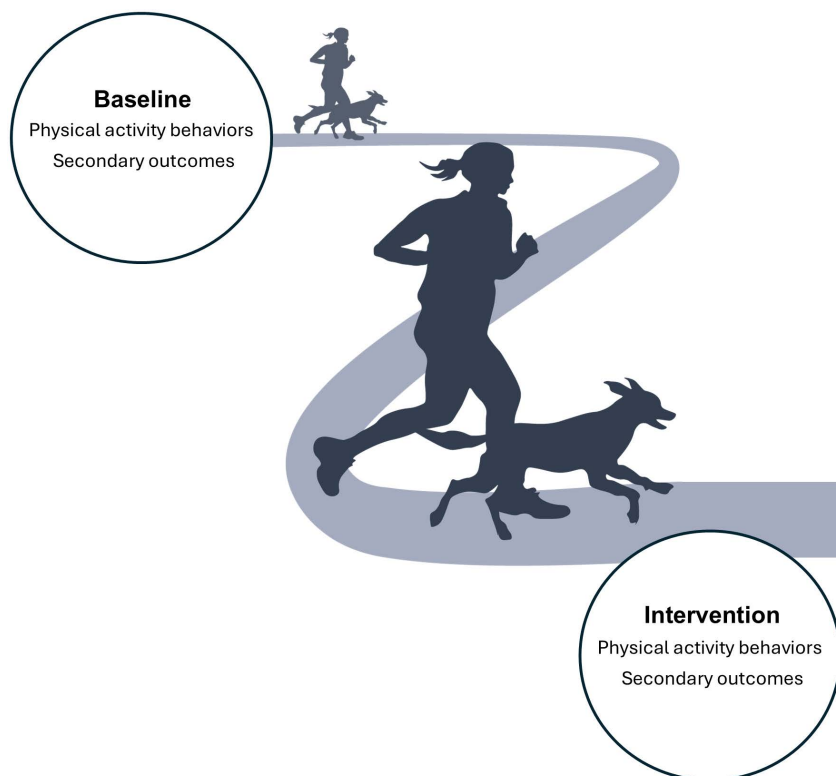 Baseline
Physical activity behaviors
Secondary outcomes
Intervention
Physical activity behaviors
Secondary outcomes